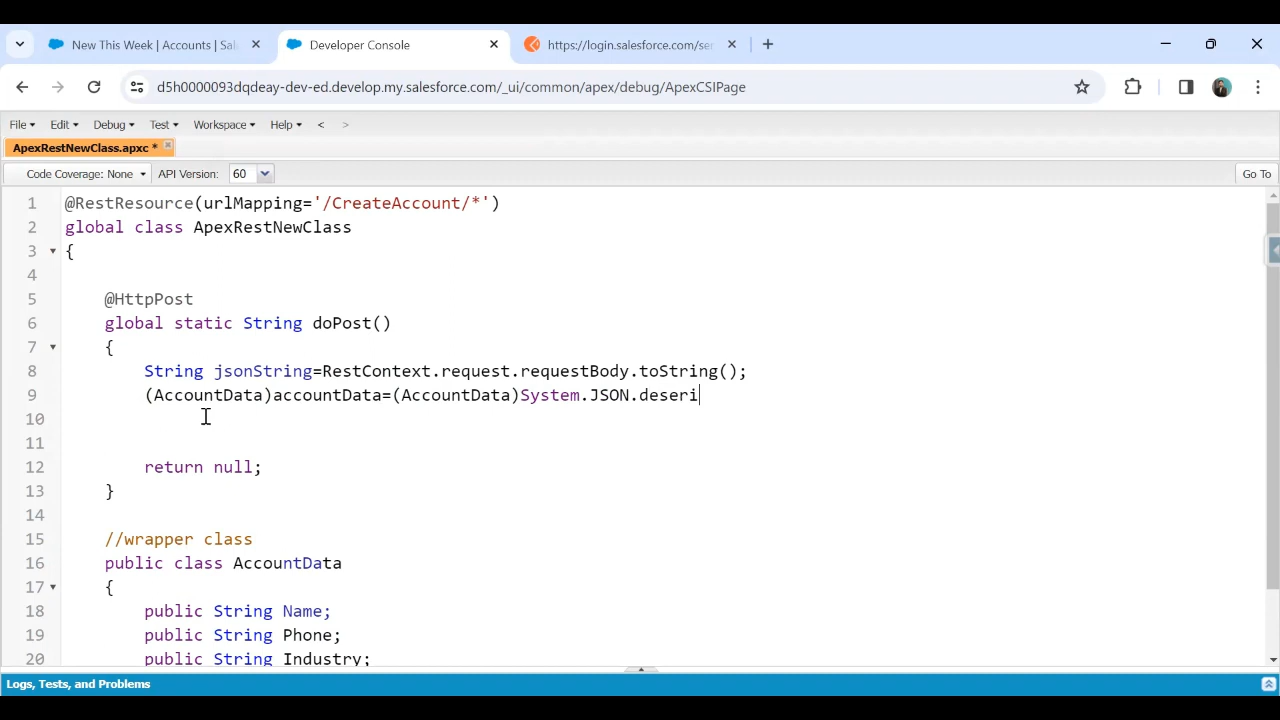 New This Week | Accounts | Sal
Developer Console
https://login.salesforce.com/ser
d5h0000093dqdeay-dev-ed.develop.my.salesforce.com/_ui/common/apex/debug/ApexCSIPage
File Edit Debug Test Workspace Help < >
ApexRestNewClass.apxc *
Code Coverage: None API Version: 60 Go To
1 @RestResource(urlMapping='/CreateAccount/*')
2 global class ApexRestNewClass
3 {
4
5 @HttpPost
6 global static String doPost()
7 {
8 String jsonString=RestContext.request.requestBody.toString();
9 (AccountData)accountData=(AccountData)System.JSON.deseri
10
11
12 return null;
13 }
14
15 //wrapper class
16 public class AccountData
17 {
18 public String Name;
19 public String Phone;
20 public String Industry;
Logs, Tests, and Problems